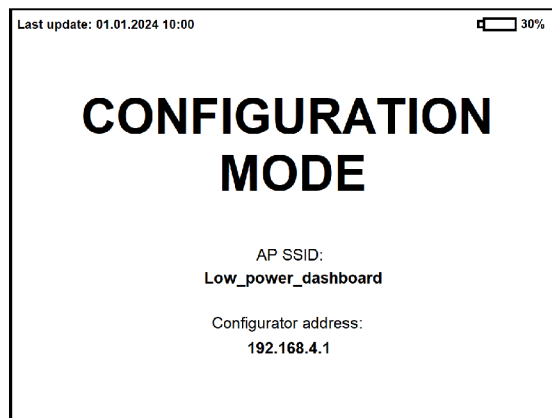 Last update: 01.01.2024 10:00
30%
CONFIGURATION
MODE
AP SSID:
Low_power_dashboard
Configurator address:
192.168.4.1